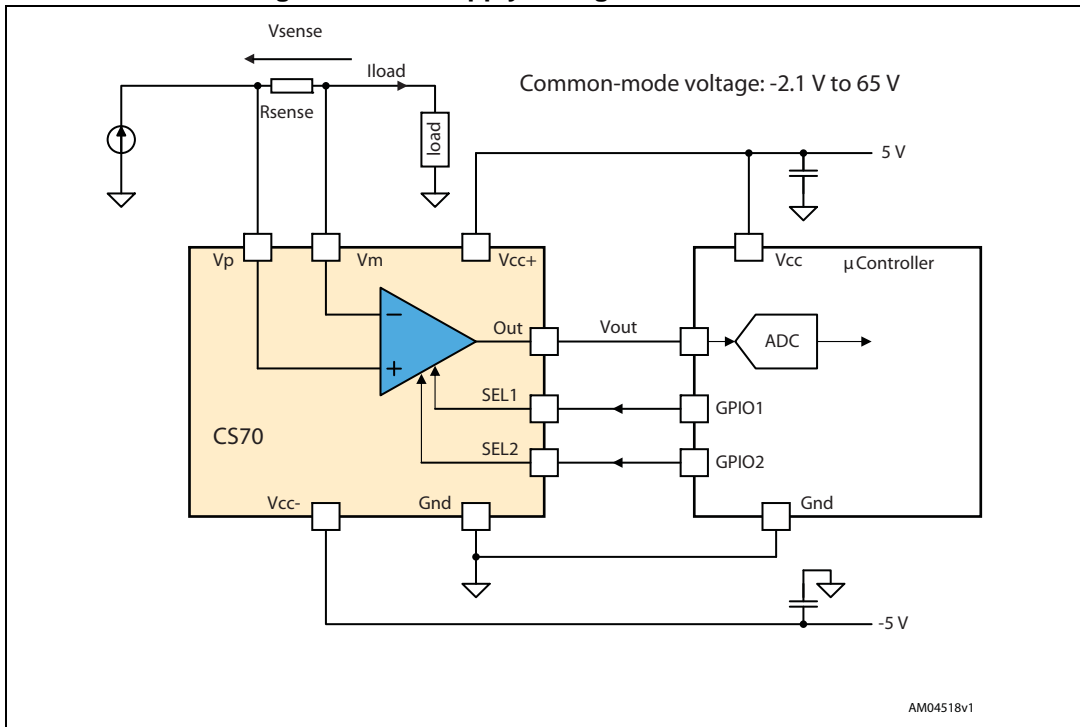 Vsense
Iload
Rsense
load
Common-mode voltage: -2.1 V to 65 V
5 V
Vp
Vm
Vcc+
Vcc
µController
Out
Vout
ADC
SEL1
GPIO1
CS70
SEL2
GPIO2
Vcc-
Gnd
Gnd
-5 V
AM04518v1